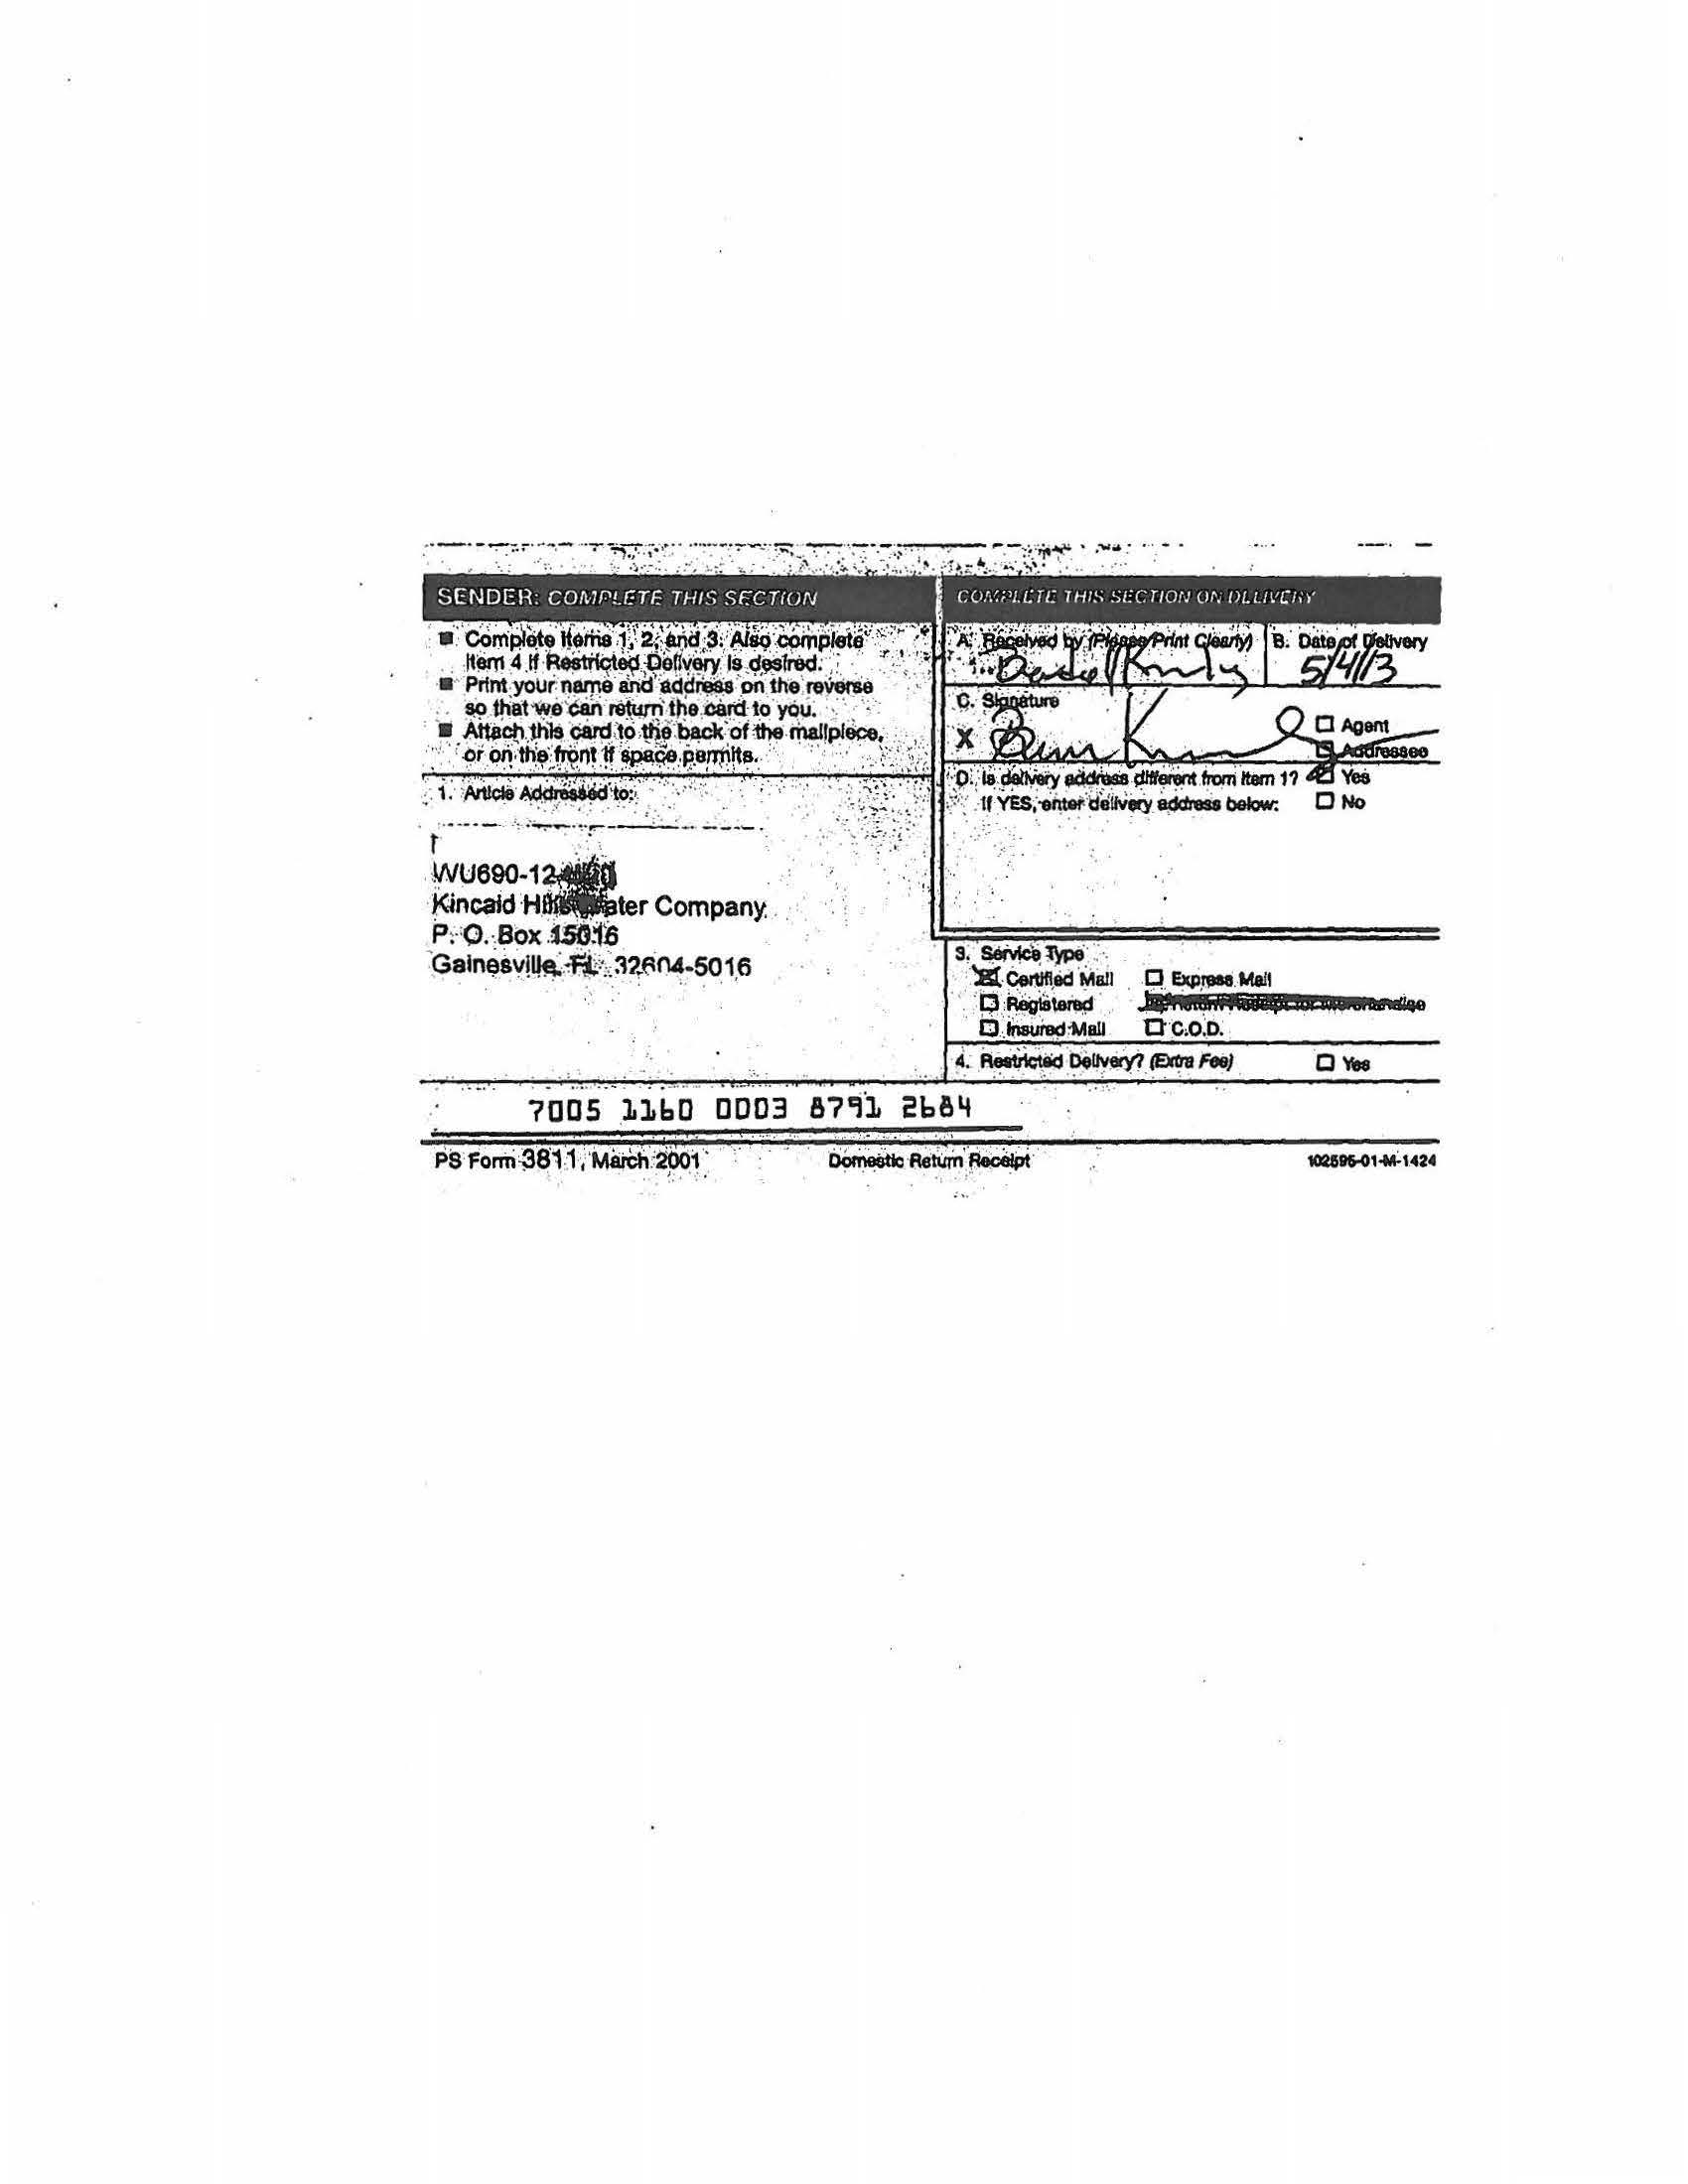 SENDER: COMPLETE THIS SECTION
■ Complete items 1, 2, and 3. Also complete
item 4 if Restricted Delivery is desired.
■ Print your name and address on the reverse
so that we can return the card to you.
■ Attach this card to the back of the mailpiece,
or on the front if space permits.
1. Article Addressed to:
WU690-12
Kincaid Hills Water Company
P. O. Box 15016
Gainesville, FL 32604-5016
COMPLETE THIS SECTION ON DELIVERY
A. Received by (Please Print Clearly)
B. Date of Delivery
5/4/13
C. Signature
X
Agent
Addressee
D. Is delivery address different from item 1? Yes
If YES, enter delivery address below: No
3. Service Type
Certified Mail Express Mail
Registered Return Receipt for Merchandise
Insured Mail C.O.D.
4. Restricted Delivery? (Extra Fee) Yes
7005 1160 0003 8791 2684
PS Form 3811, March 2001 Domestic Return Receipt 102595-01-M-1424